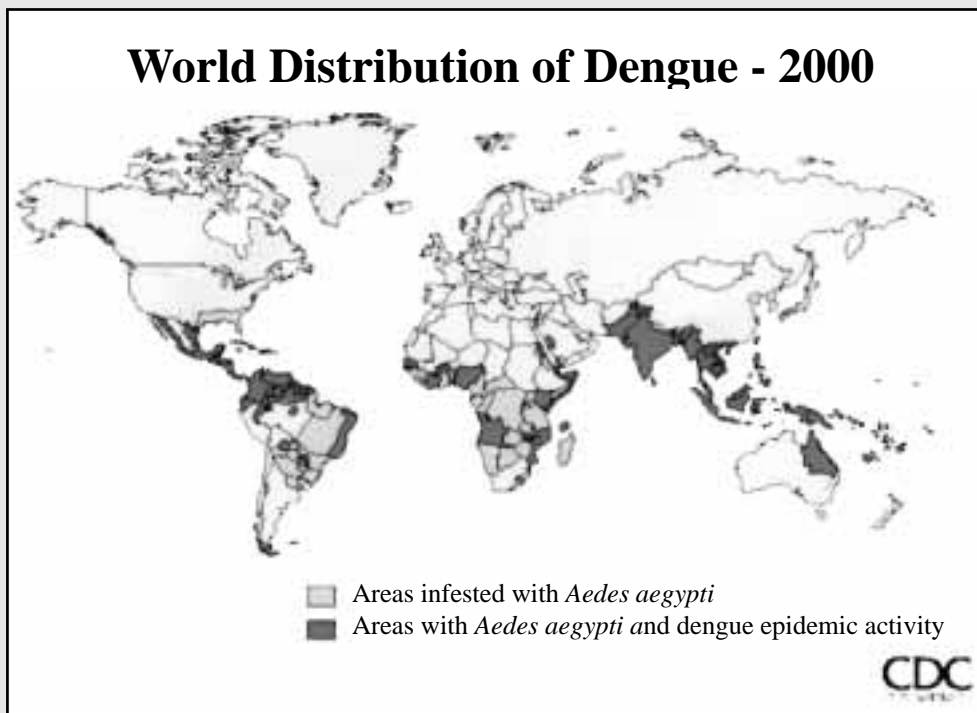 World Distribution of Dengue - 2000
Areas infested with Aedes aegypti
Areas with Aedes aegypti and dengue epidemic activity
CDC